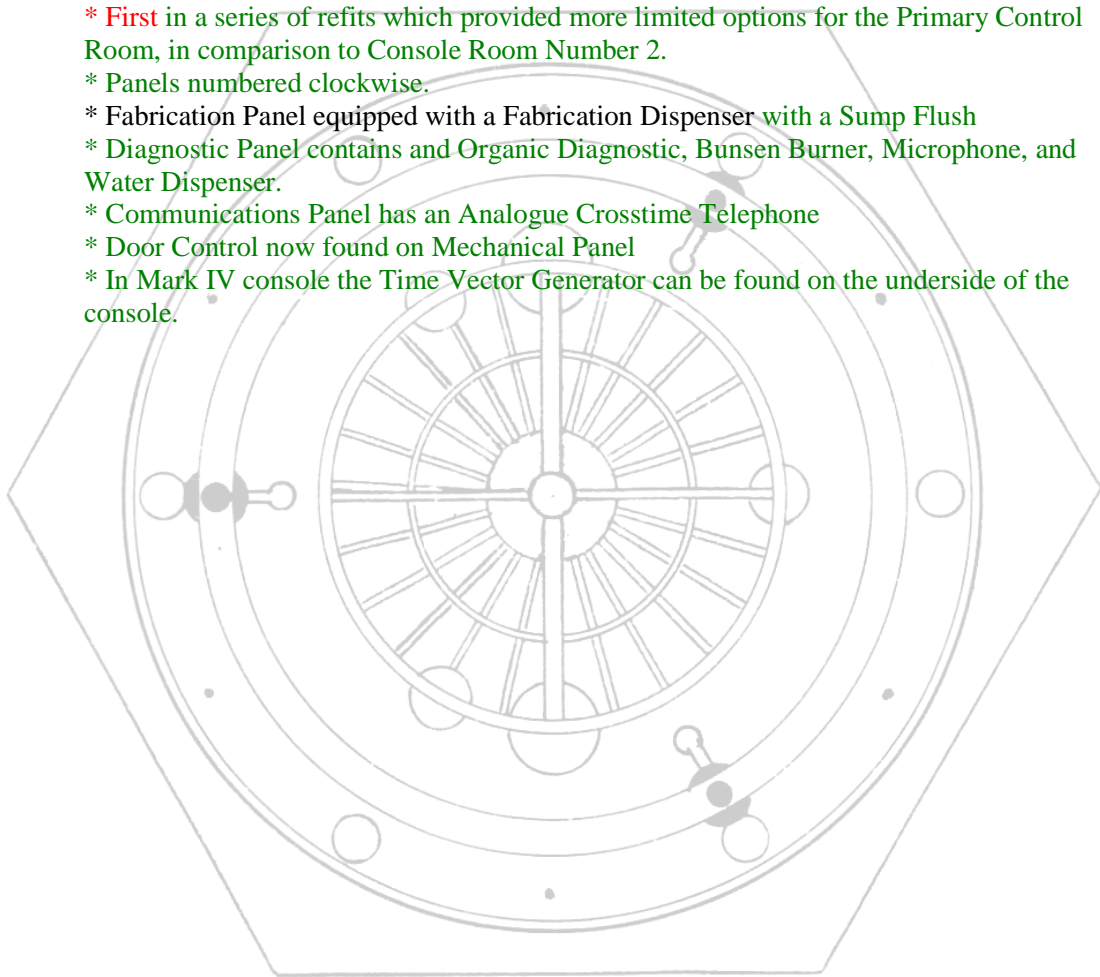 * First in a series of refits which provided more limited options for the Primary Control
Room, in comparison to Console Room Number 2.
* Panels numbered clockwise.
* Fabrication Panel equipped with a Fabrication Dispenser with a Sump Flush
* Diagnostic Panel contains and Organic Diagnostic, Bunsen Burner, Microphone, and
Water Dispenser.
* Communications Panel has an Analogue Crosstime Telephone
* Door Control now found on Mechanical Panel
* In Mark IV console the Time Vector Generator can be found on the underside of the
console.